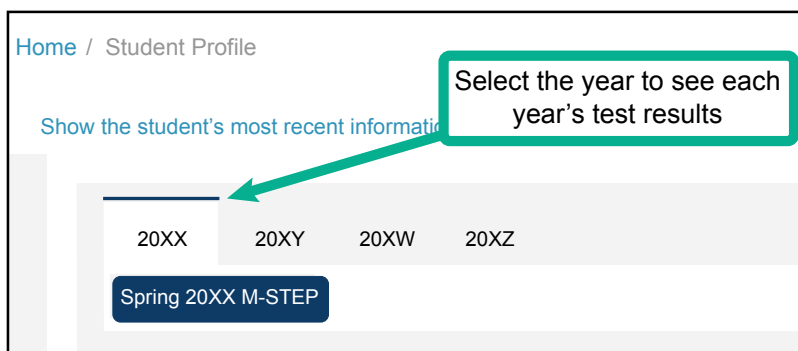 Home / Student Profile
Select the year to see each
year's test results
Show the student's most recent
20XX 20XY 20XW 20XZ
Spring 20XX M-STEP